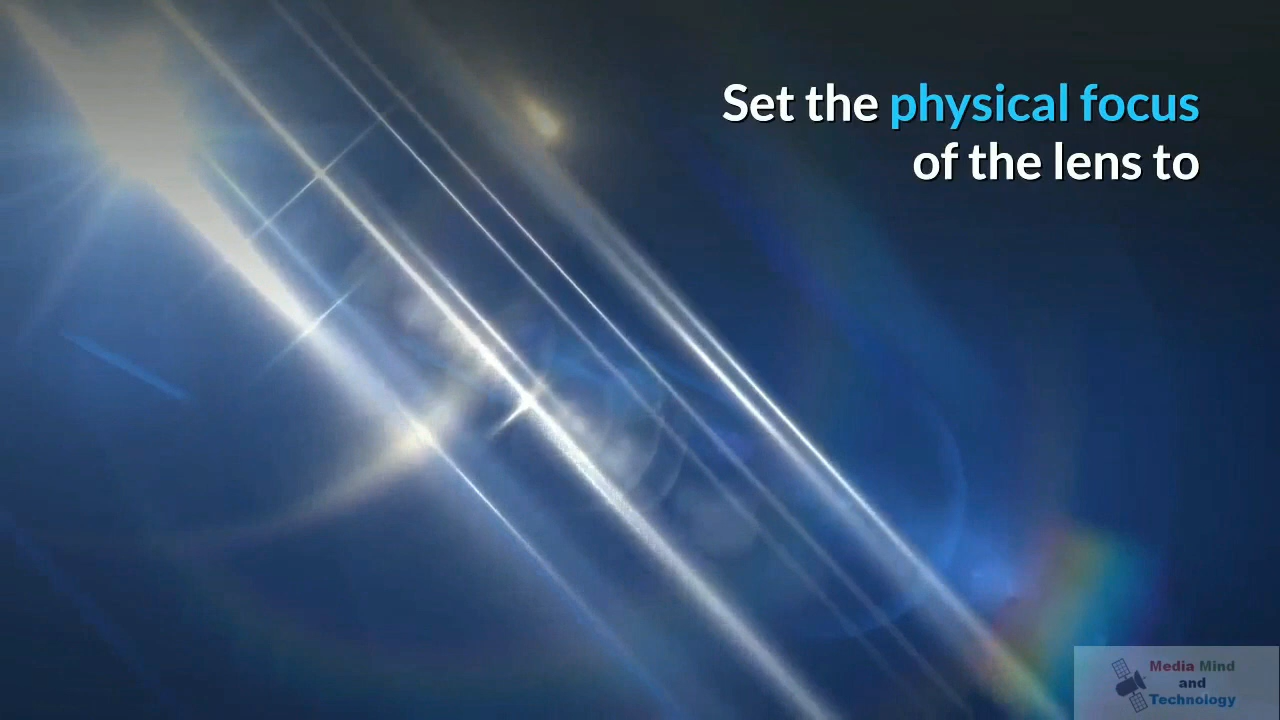 Set the physical focus
of the lens to
Media Mind
and
Technology